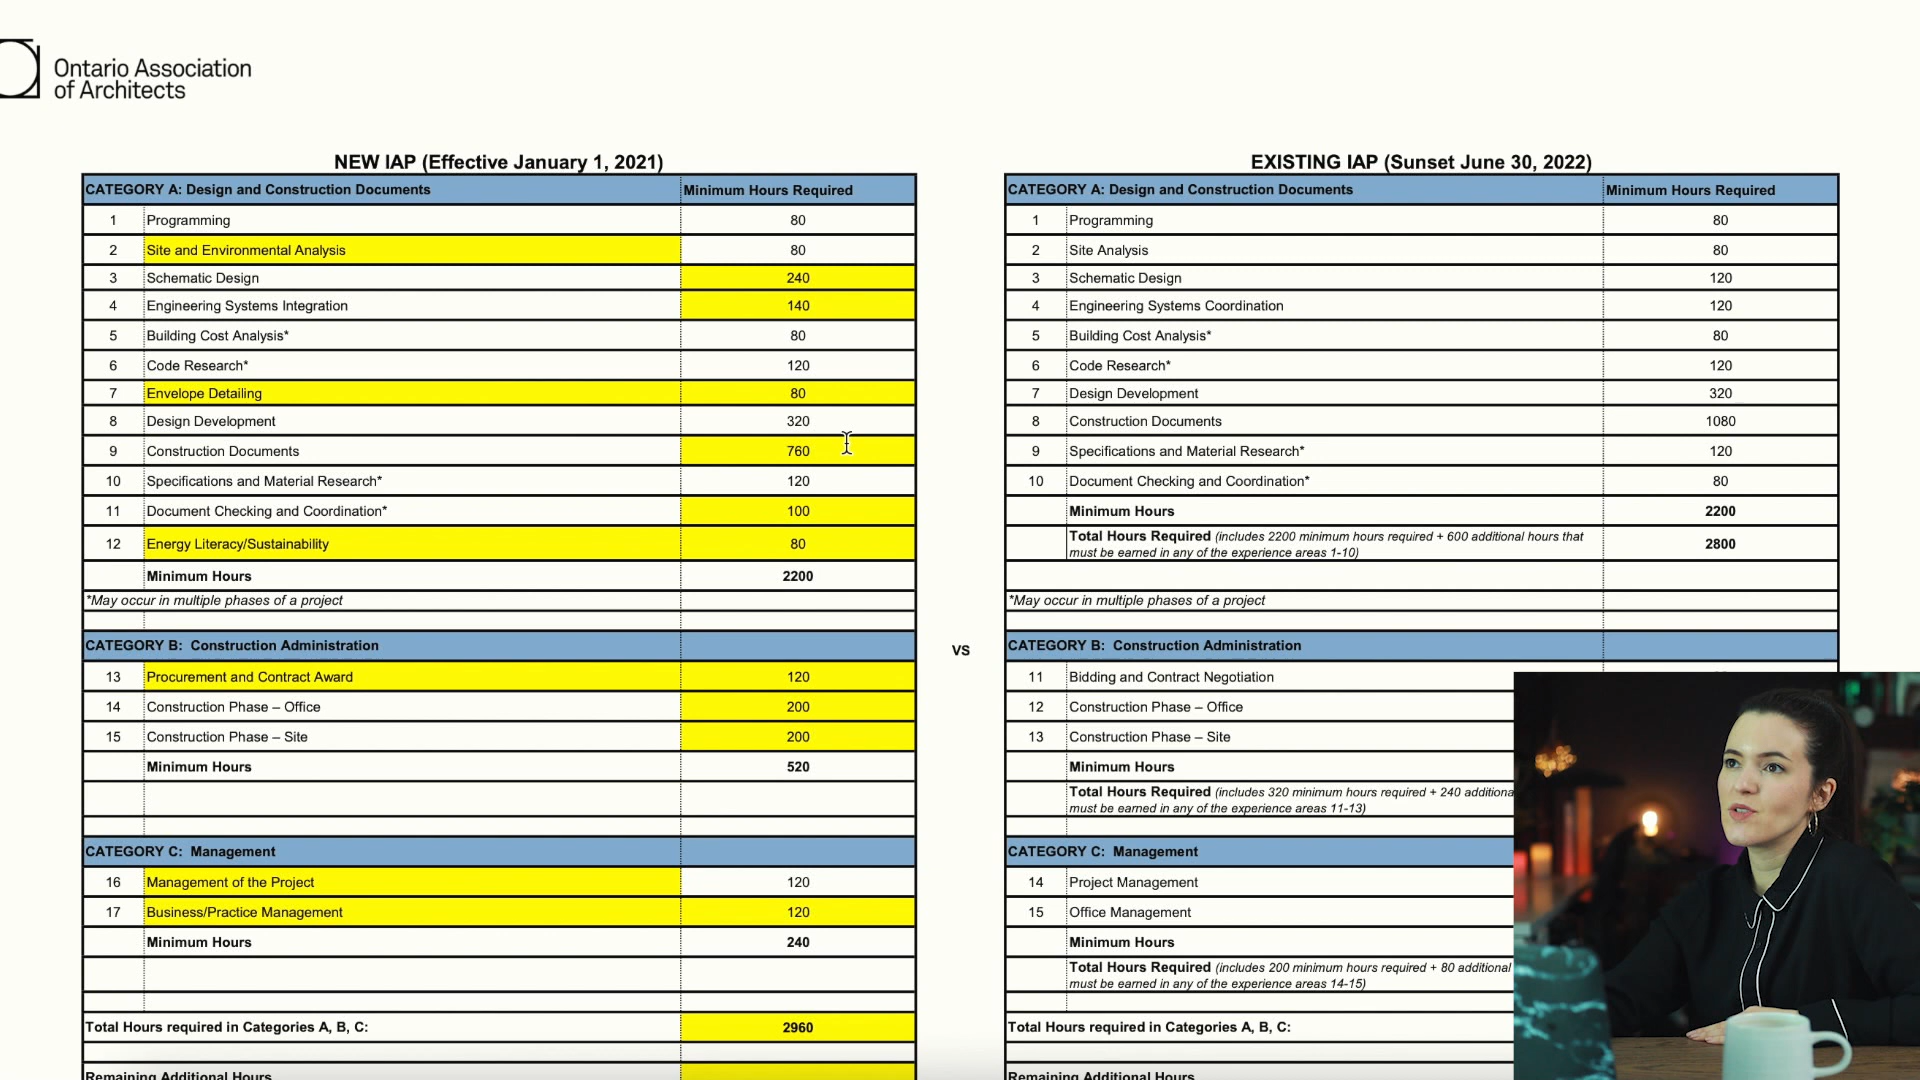 Ontario Association
of Architects
NEW IAP (Effective January 1, 2021)
CATEGORY A: Design and Construction Documents Minimum Hours Required
1 Programming 80
2 Site and Environmental Analysis 80
3 Schematic Design 240
4 Engineering Systems Integration 140
5 Building Cost Analysis* 80
6 Code Research* 120
7 Envelope Detailing 80
8 Design Development 320
9 Construction Documents 760
10 Specifications and Material Research* 120
11 Document Checking and Coordination* 100
12 Energy Literacy/Sustainability 80
Minimum Hours 2200
*May occur in multiple phases of a project
CATEGORY B: Construction Administration
13 Procurement and Contract Award 120
14 Construction Phase – Office 200
15 Construction Phase – Site 200
Minimum Hours 520
CATEGORY C: Management
16 Management of the Project 120
17 Business/Practice Management 120
Minimum Hours 240
Total Hours required in Categories A, B, C: 2960
Remaining Additional Hours
vs
EXISTING IAP (Sunset June 30, 2022)
CATEGORY A: Design and Construction Documents Minimum Hours Required
1 Programming 80
2 Site Analysis 80
3 Schematic Design 120
4 Engineering Systems Coordination 120
5 Building Cost Analysis* 80
6 Code Research* 120
7 Design Development 320
8 Construction Documents 1080
9 Specifications and Material Research* 120
10 Document Checking and Coordination* 80
Minimum Hours 2200
Total Hours Required (includes 2200 minimum hours required + 600 additional hours that
must be earned in any of the experience areas 1-10) 2800
*May occur in multiple phases of a project
CATEGORY B: Construction Administration
11 Bidding and Contract Negotiation
12 Construction Phase – Office
13 Construction Phase – Site
Minimum Hours
Total Hours Required (includes 320 minimum hours required + 240 additiona
must be earned in any of the experience areas 11-13)
CATEGORY C: Management
14 Project Management
15 Office Management
Minimum Hours
Total Hours Required (includes 200 minimum hours required + 80 additional
must be earned in any of the experience areas 14-15)
Total Hours required in Categories A, B, C:
Remaining Additional Hours